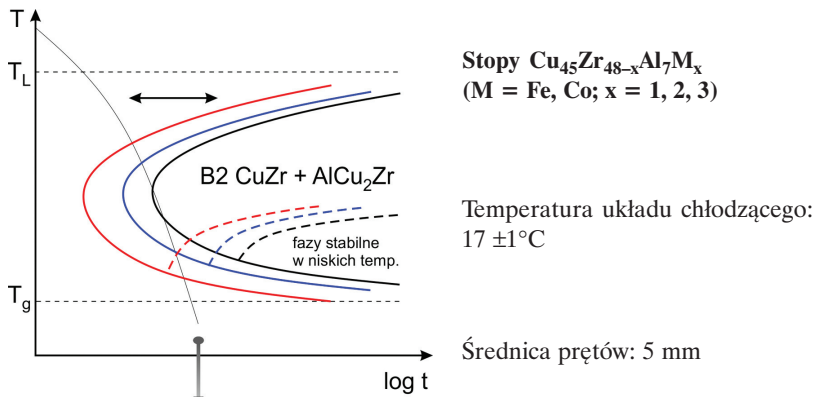 T
T_L
B2 CuZr + AlCu₂Zr
fazy stabilne
w niskich temp.
T_g
log t
Stopy Cu₄₅Zr₄₈₋ₓAl₇Mₓ
(M = Fe, Co; x = 1, 2, 3)
Temperatura układu chłodzącego:
17 ±1°C
Średnica prętów: 5 mm